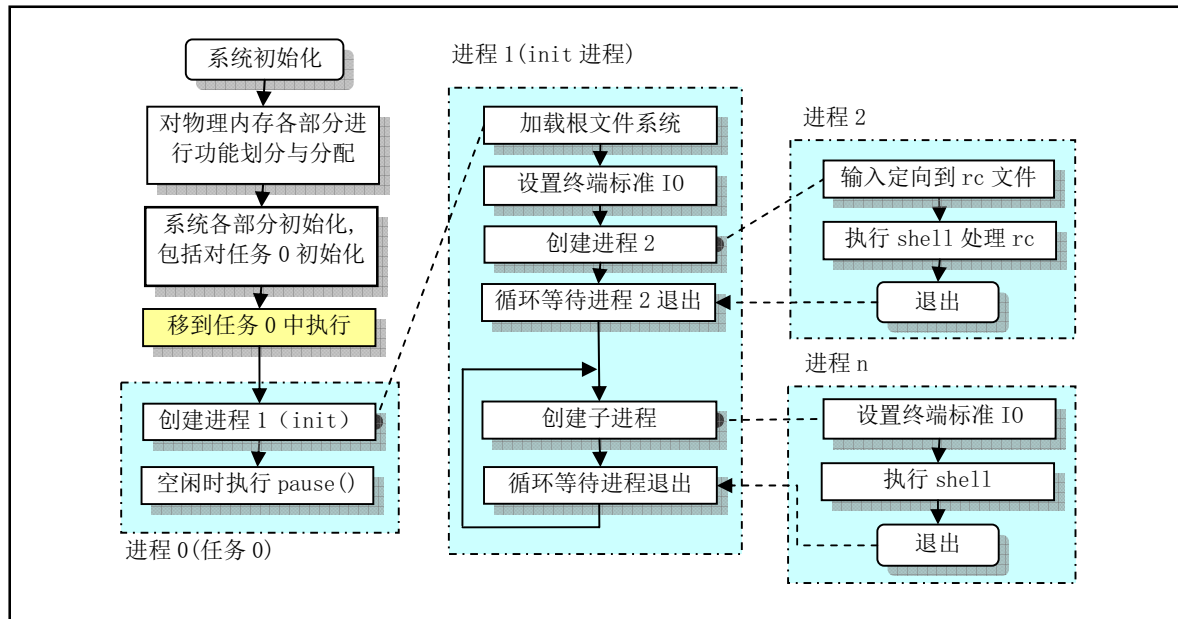 系统初始化
对物理内存各部分进
行功能划分与分配
系统各部分初始化,
包括对任务 0 初始化
移到任务 0 中执行
创建进程 1（init）
空闲时执行 pause()
进程 0(任务 0)
进程 1(init 进程)
加载根文件系统
设置终端标准 IO
创建进程 2
循环等待进程 2 退出
创建子进程
循环等待进程退出
进程 2
输入定向到 rc 文件
执行 shell 处理 rc
退出
进程 n
设置终端标准 IO
执行 shell
退出